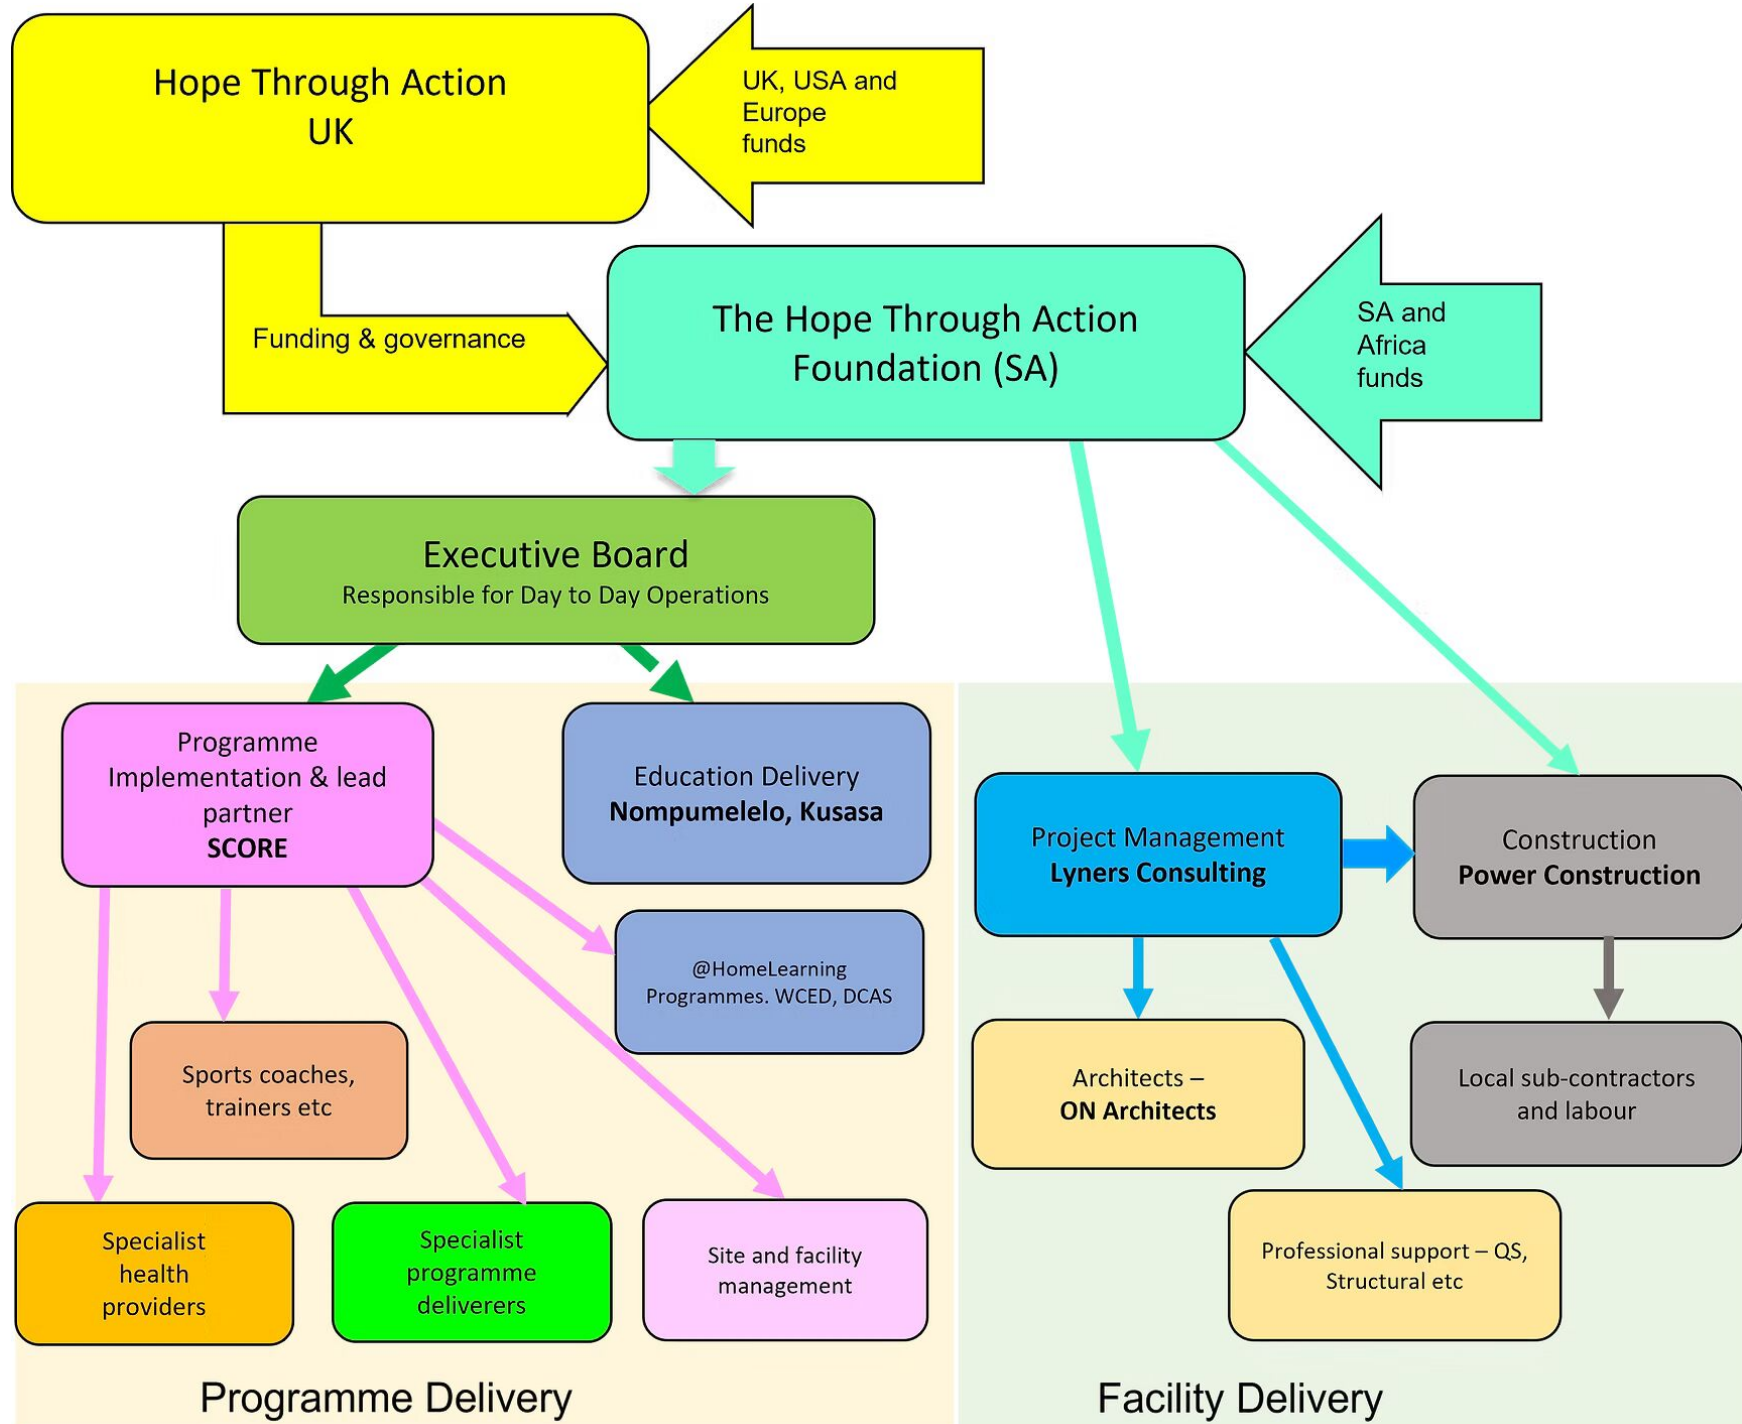 Hope Through Action
UK
UK, USA and
Europe
funds
Funding & governance
The Hope Through Action
Foundation (SA)
SA and
Africa
funds
Executive Board
Responsible for Day to Day Operations
Programme
Implementation & lead
partner
SCORE
Education Delivery
Nompumelelo, Kusasa
Project Management
Lyners Consulting
Construction
Power Construction
@HomeLearning
Programmes. WCED, DCAS
Sports coaches,
trainers etc
Architects –
ON Architects
Local sub-contractors
and labour
Specialist
health
providers
Specialist
programme
deliverers
Site and facility
management
Professional support – QS,
Structural etc
Programme Delivery
Facility Delivery